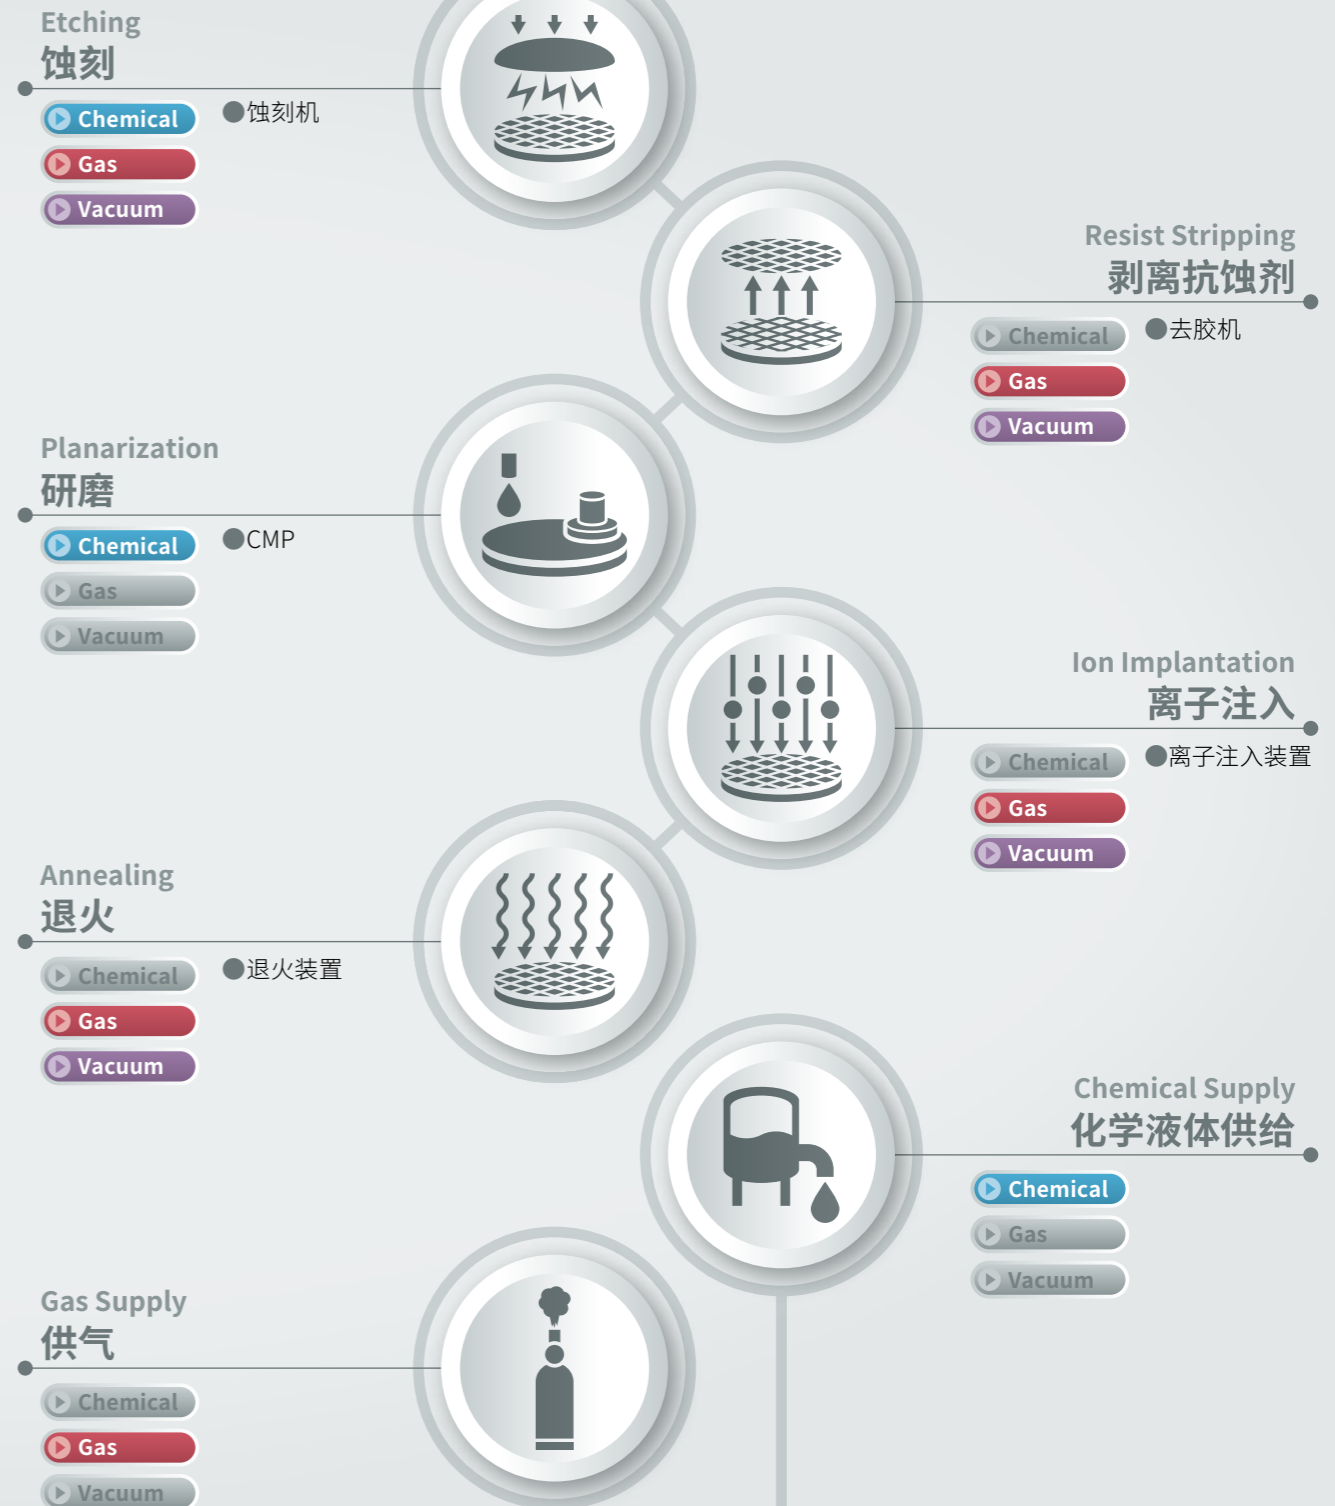 Etching
蚀刻
Chemical
●蚀刻机
Gas
Vacuum
Resist Stripping
剥离抗蚀剂
Chemical
●去胶机
Gas
Vacuum
Planarization
研磨
Chemical
●CMP
Gas
Vacuum
Ion Implantation
离子注入
Chemical
●离子注入装置
Gas
Vacuum
Annealing
退火
Chemical
●退火装置
Gas
Vacuum
Chemical Supply
化学液体供给
Chemical
Gas
Vacuum
Gas Supply
供气
Chemical
Gas
Vacuum